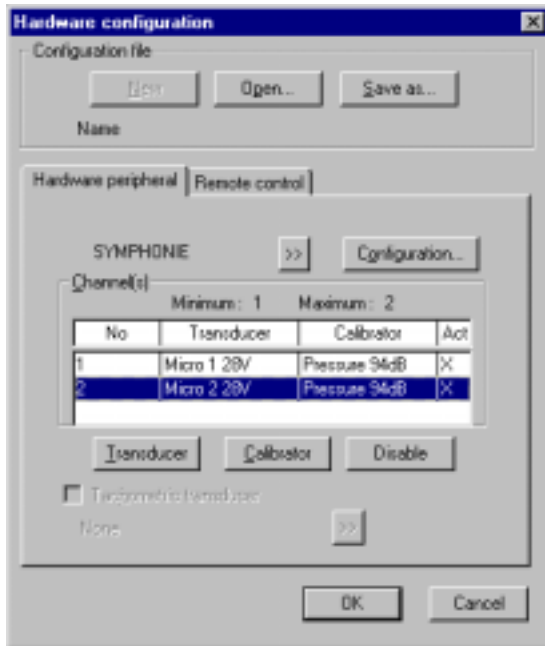 Hardware configuration
Configuration file
New Open... Save as...
Name
Hardware peripheral Remote control
SYMPHONIE >> Configuration...
Channel(s)
Minimum: 1 Maximum: 2
No Transducer Calibrator Act
1 Micro 1 28V Pressure 94dB X
2 Micro 2 28V Pressure 94dB X
Transducer Calibrator Disable
Tachometric transducer
None >>
OK Cancel